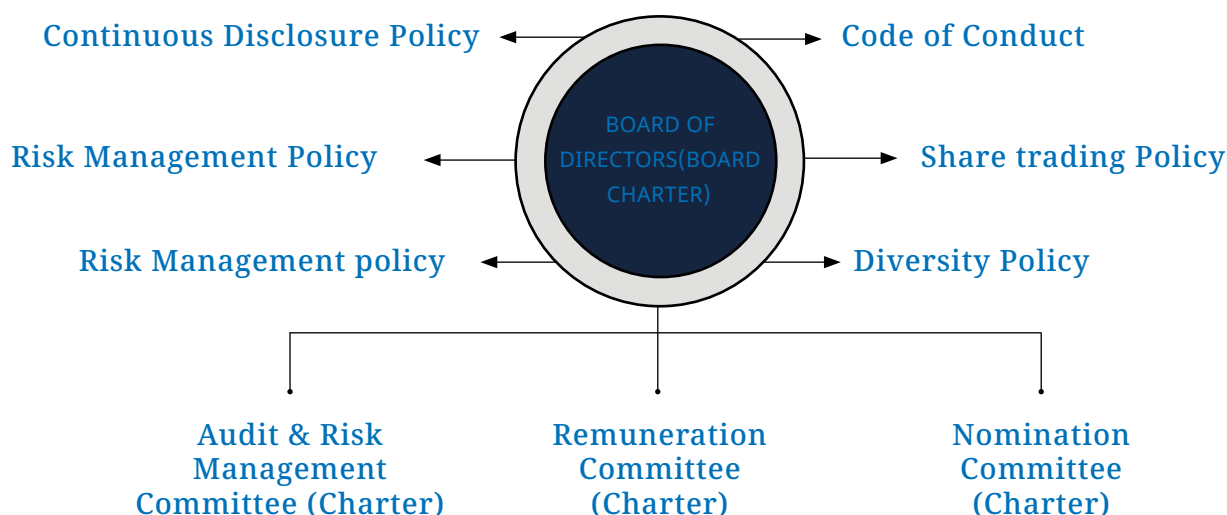 Continuous Disclosure Policy
Code of Conduct
BOARD OF
DIRECTORS(BOARD
CHARTER)
Risk Management Policy
Share trading Policy
Risk Management policy
Diversity Policy
Audit & Risk
Management
Committee (Charter)
Remuneration
Committee
(Charter)
Nomination
Committee
(Charter)